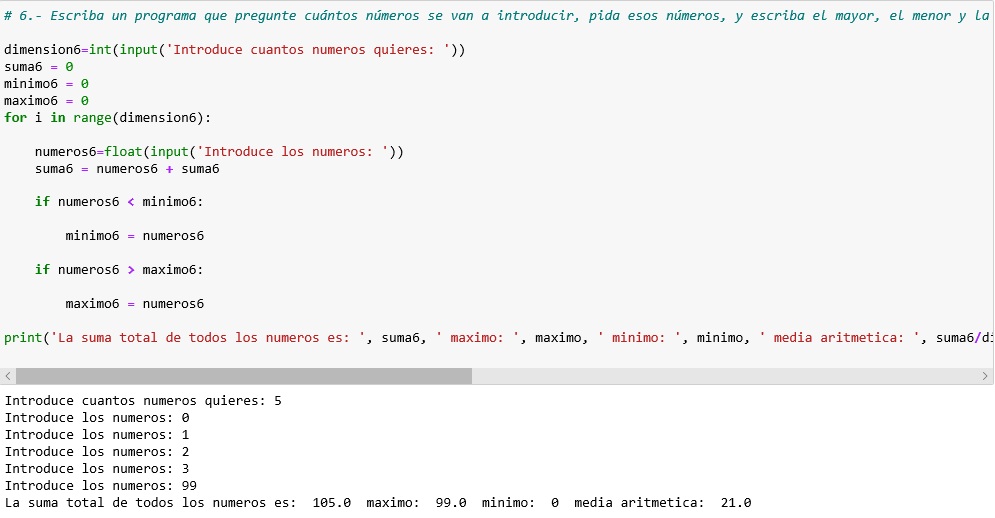 # 6.- Escriba un programa que pregunte cuántos números se van a introducir, pida esos números, y escriba el mayor, el menor y la
dimension6=int(input('Introduce cuantos numeros quieres: '))
suma6 = 0
minimo6 = 0
maximo6 = 0
for i in range(dimension6):
numeros6=float(input('Introduce los numeros: '))
suma6 = numeros6 + suma6
if numeros6 < minimo6:
minimo6 = numeros6
if numeros6 > maximo6:
maximo6 = numeros6
print('La suma total de todos los numeros es: ', suma6, ' maximo: ', maximo, ' minimo: ', minimo, ' media aritmetica: ', suma6/di
Introduce cuantos numeros quieres: 5
Introduce los numeros: 0
Introduce los numeros: 1
Introduce los numeros: 2
Introduce los numeros: 3
Introduce los numeros: 99
La suma total de todos los numeros es:  105.0  maximo:  99.0  minimo:  0  media aritmetica:  21.0